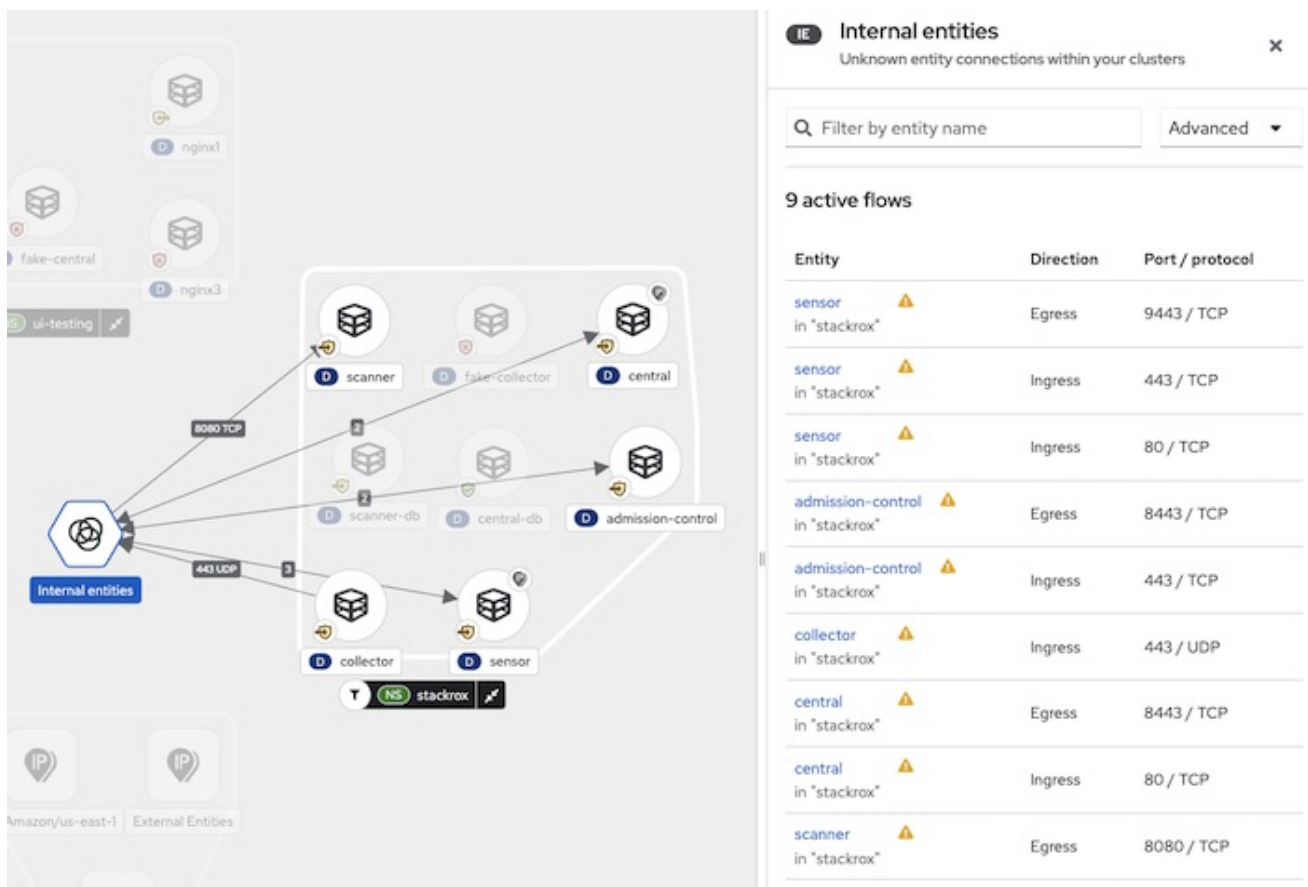 D nginx1
fake-central
D nginx3
ui-testing
D scanner
D fake-collector
D central
8080 TCP
2
2
D scanner-db
D central-db
D admission-control
Internal entities
443 UDP
3
D collector
D sensor
NS stackrox
IP
IP
Amazon/us-east-1
External Entities
IE Internal entities
Unknown entity connections within your clusters
Filter by entity name
Advanced
9 active flows
Entity Direction Port / protocol
sensor
in "stackrox" Egress 9443 / TCP
sensor
in "stackrox" Ingress 443 / TCP
sensor
in "stackrox" Ingress 80 / TCP
admission-control
in "stackrox" Egress 8443 / TCP
admission-control
in "stackrox" Ingress 443 / TCP
collector
in "stackrox" Ingress 443 / UDP
central
in "stackrox" Egress 8443 / TCP
central
in "stackrox" Ingress 80 / TCP
scanner
in "stackrox" Egress 8080 / TCP